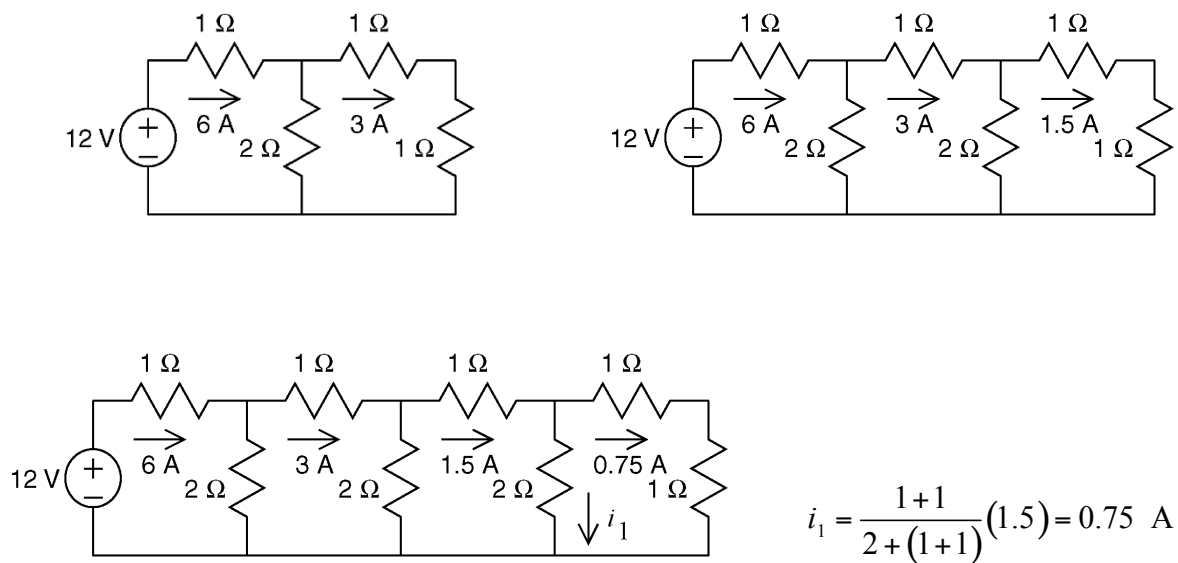 1 Ω 1 Ω
6 A 3 A
12 V + − 2 Ω 1 Ω
1 Ω 1 Ω 1 Ω
6 A 3 A 1.5 A
12 V + − 2 Ω 2 Ω 1 Ω
1 Ω 1 Ω 1 Ω 1 Ω
6 A 3 A 1.5 A 0.75 A
12 V + − 2 Ω 2 Ω 2 Ω 1 Ω
i₁
i₁ = (1+1)/(2+(1+1)) (1.5) = 0.75 A